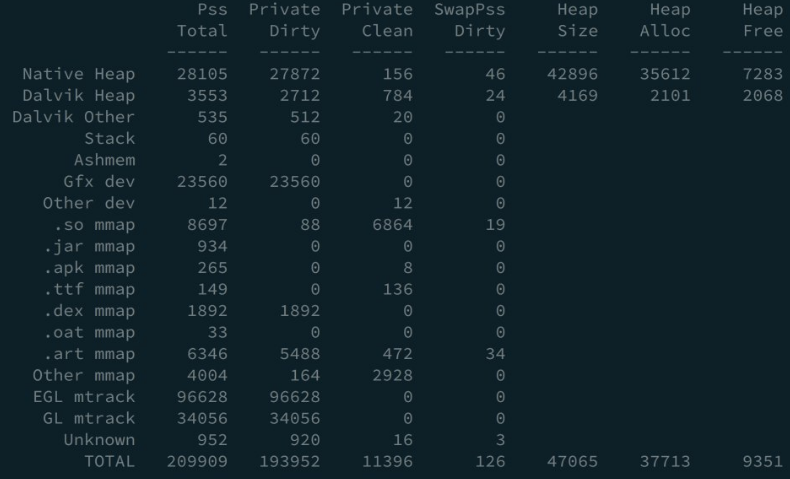 Pss Private Private SwapPss Heap Heap Heap
Total Dirty Clean Dirty Size Alloc Free
------ ------ ------ ------ ------ ------ ------
Native Heap 28105 27872 156 46 42896 35612 7283
Dalvik Heap 3553 2712 784 24 4169 2101 2068
Dalvik Other 535 512 20 0
Stack 60 60 0 0
Ashmem 2 0 0 0
Gfx dev 23560 23560 0 0
Other dev 12 0 12 0
.so mmap 8697 88 6864 19
.jar mmap 934 0 0 0
.apk mmap 265 0 8 0
.ttf mmap 149 0 136 0
.dex mmap 1892 1892 0 0
.oat mmap 33 0 0 0
.art mmap 6346 5488 472 34
Other mmap 4004 164 2928 0
EGL mtrack 96628 96628 0 0
GL mtrack 34056 34056 0 0
Unknown 952 920 16 3
TOTAL 209909 193952 11396 126 47065 37713 9351